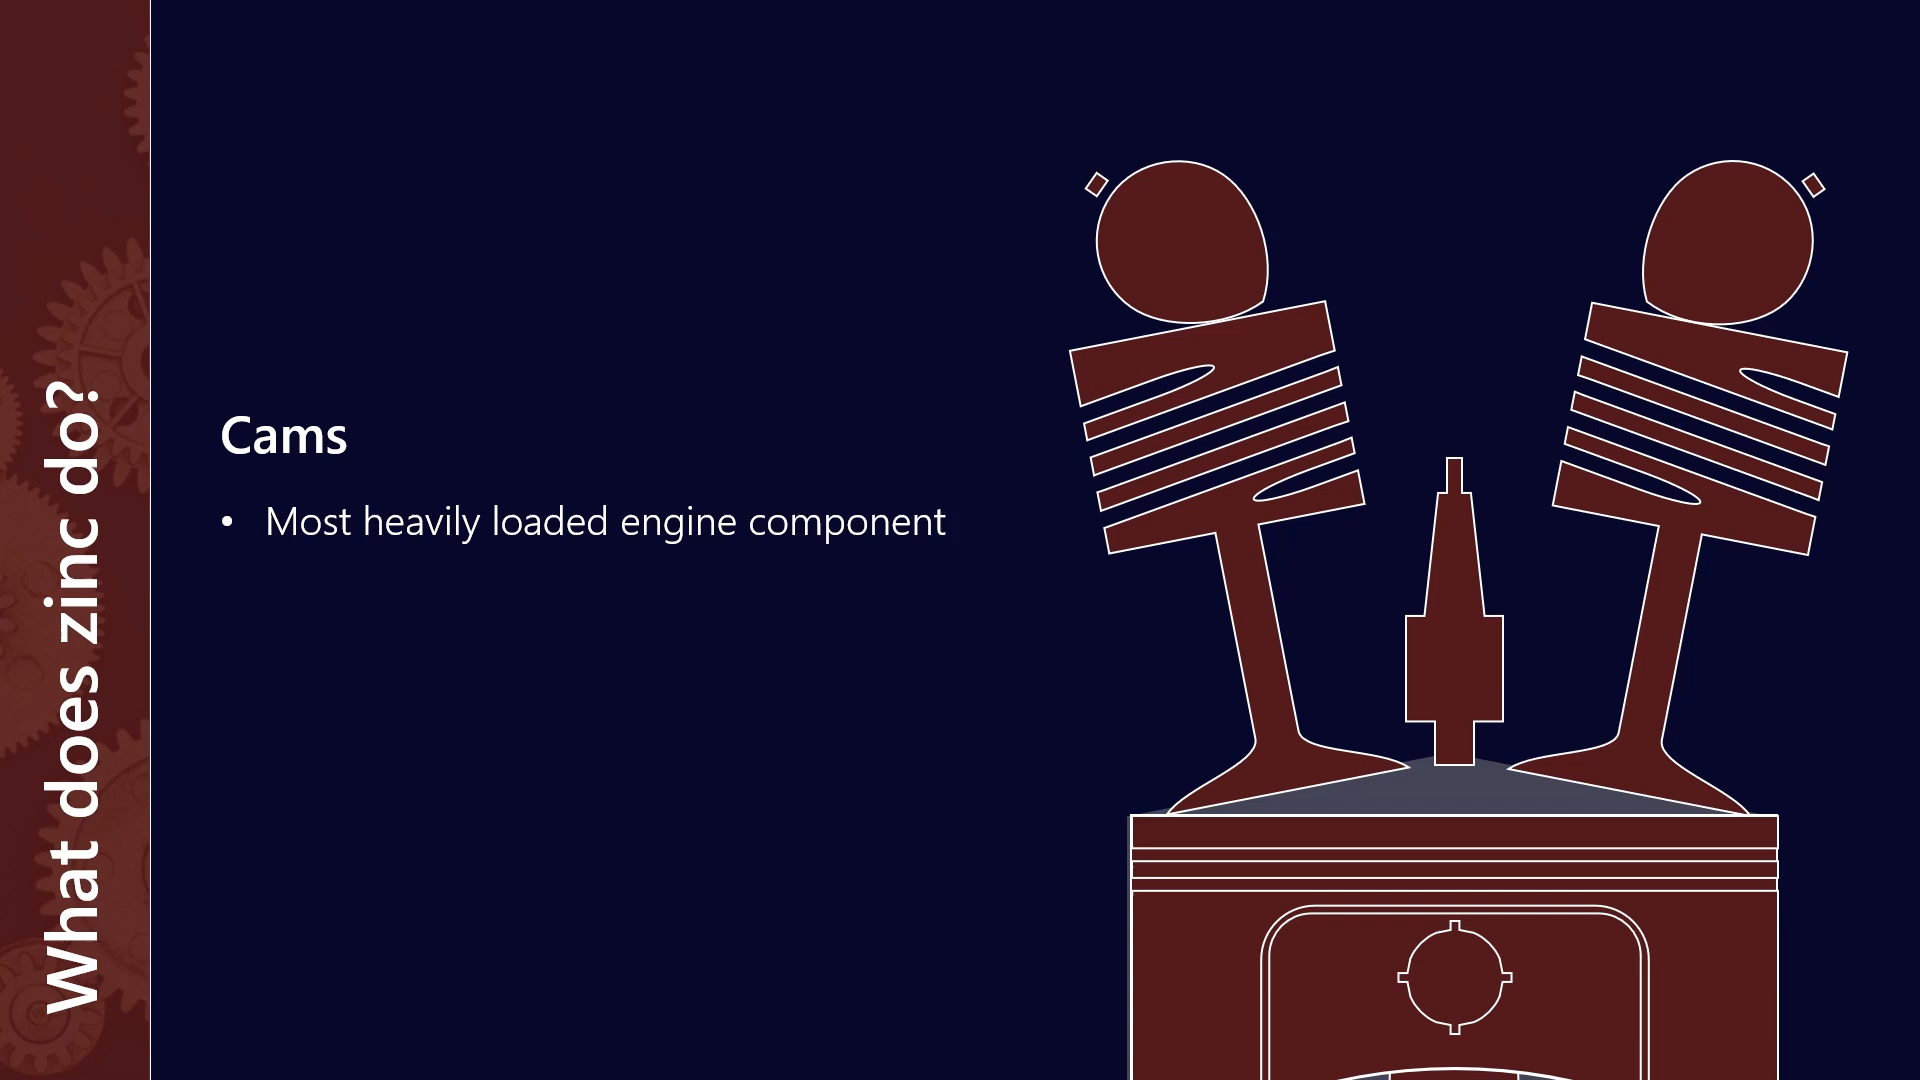 What does zinc do?
Cams
• Most heavily loaded engine component